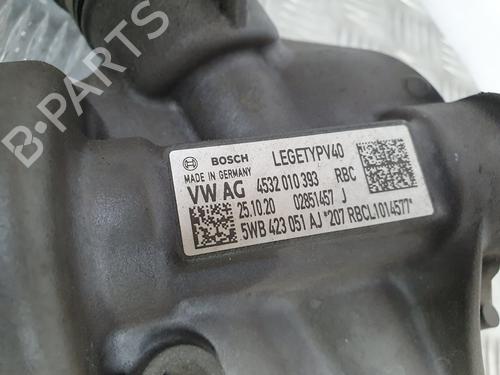 B-PARTS
BOSCH LEGETYPV40
MADE IN GERMANY
VW AG 4532 010 393 RBC
25.10.20 02851457 J
5WB 423 051 AJ *207 RBCL1014577*